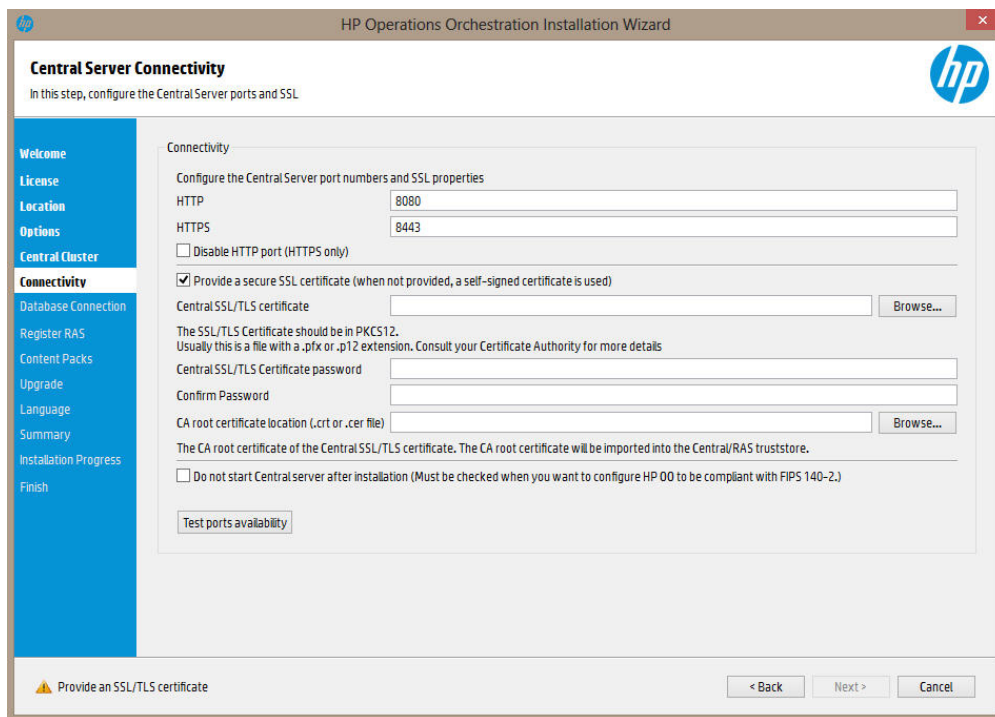 HP Operations Orchestration Installation Wizard
Central Server Connectivity
In this step, configure the Central Server ports and SSL
hp
Welcome
License
Location
Options
Central Cluster
Connectivity
Database Connection
Register RAS
Content Packs
Upgrade
Language
Summary
Installation Progress
Finish
Connectivity
Configure the Central Server port numbers and SSL properties
HTTP 8080
HTTPS 8443
Disable HTTP port (HTTPS only)
Provide a secure SSL certificate (when not provided, a self-signed certificate is used)
Central SSL/TLS certificate Browse...
The SSL/TLS Certificate should be in PKCS12.
Usually this is a file with a .pfx or .p12 extension. Consult your Certificate Authority for more details
Central SSL/TLS Certificate password
Confirm Password
CA root certificate location (.crt or .cer file) Browse...
The CA root certificate of the Central SSL/TLS certificate. The CA root certificate will be imported into the Central/RAS truststore.
Do not start Central server after installation (Must be checked when you want to configure HP OO to be compliant with FIPS 140-2.)
Test ports availability
Provide an SSL/TLS certificate
< Back Next > Cancel